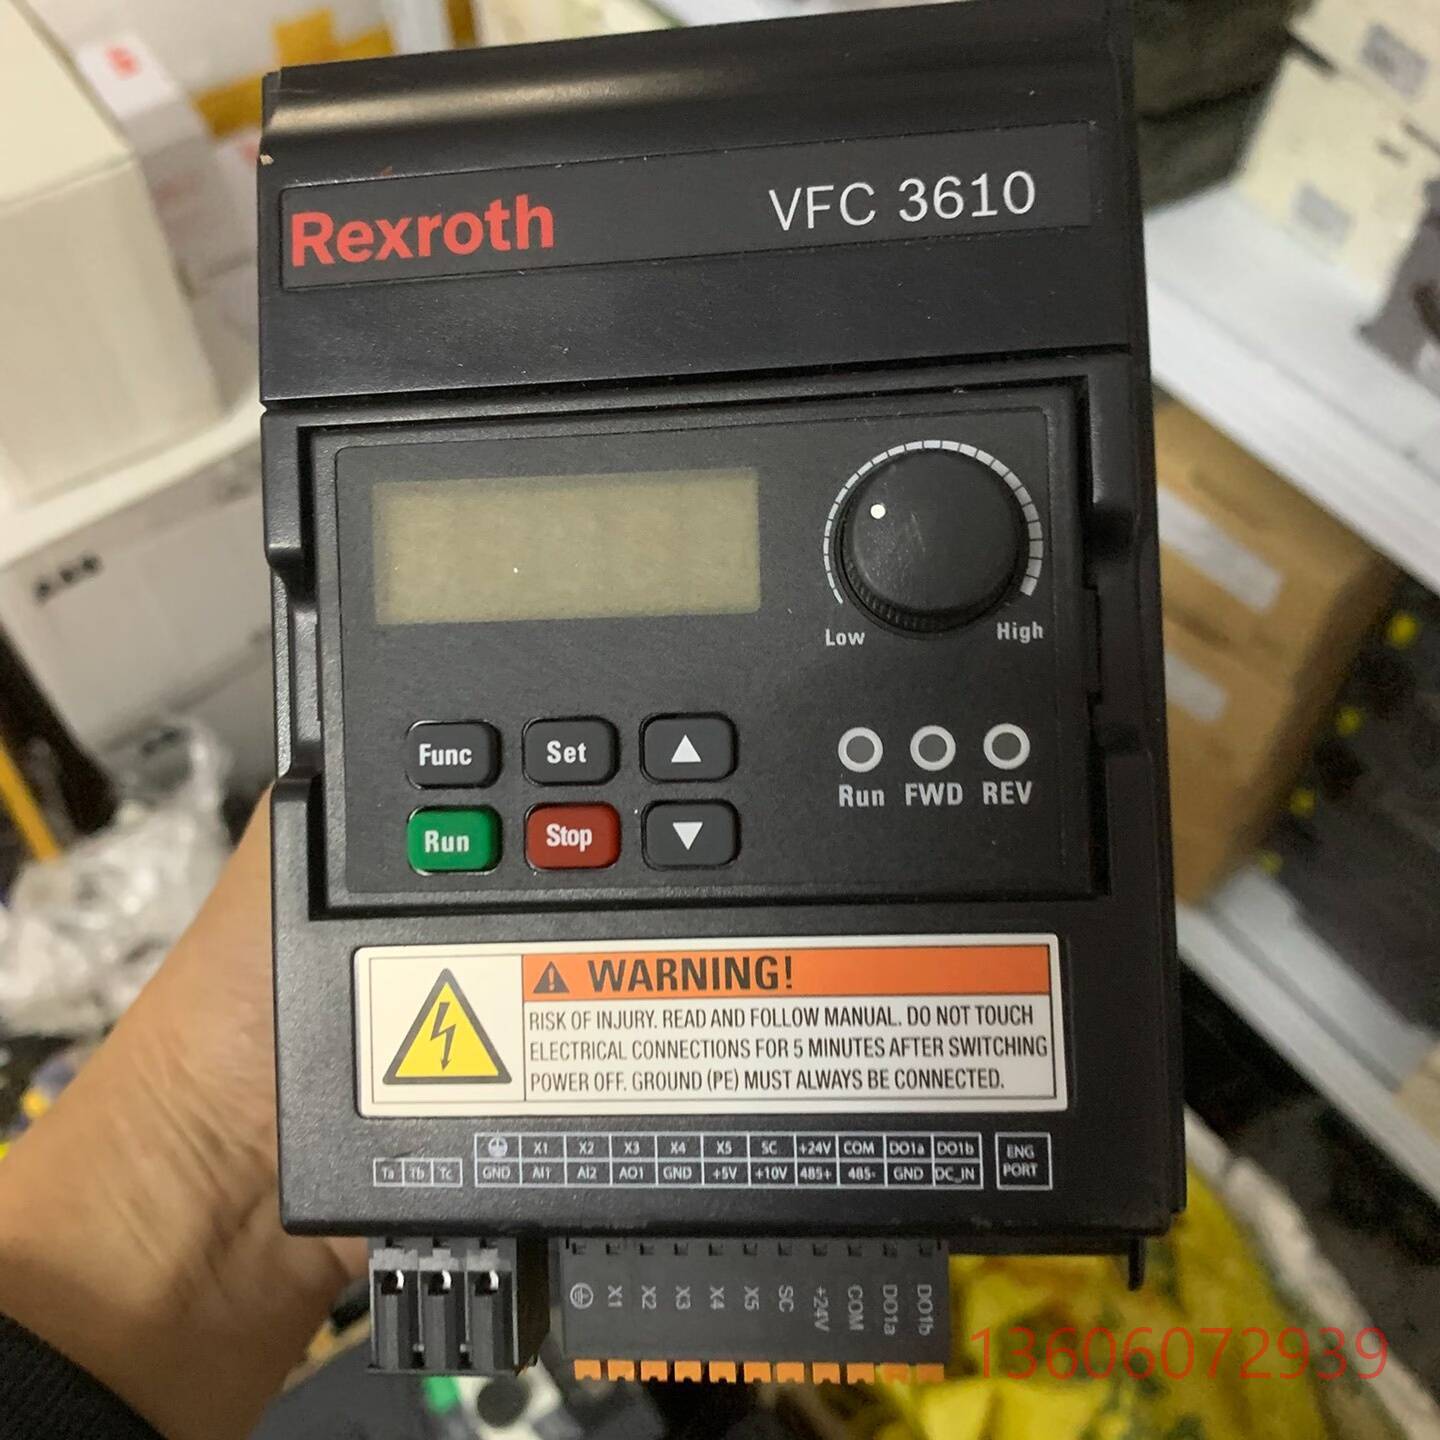 Rexroth
VFC 3610
Low
High
Func
Set
Run
Stop
Run FWD REV
WARNING!
RISK OF INJURY. READ AND FOLLOW MANUAL. DO NOT TOUCH
ELECTRICAL CONNECTIONS FOR 5 MINUTES AFTER SWITCHING
POWER OFF. GROUND (PE) MUST ALWAYS BE CONNECTED.
X1 X2 X3 X4 X5 SC +24V COM DO1a DO1b
GND AI1 AI2 AO1 GND +5V +10V 485+ 485- GND DC_IN
Ta Tb Tc
ENG
PORT
X1 X2 X3 X4 X5 SC +24V COM DO1a DO1b
13606072939
ABB